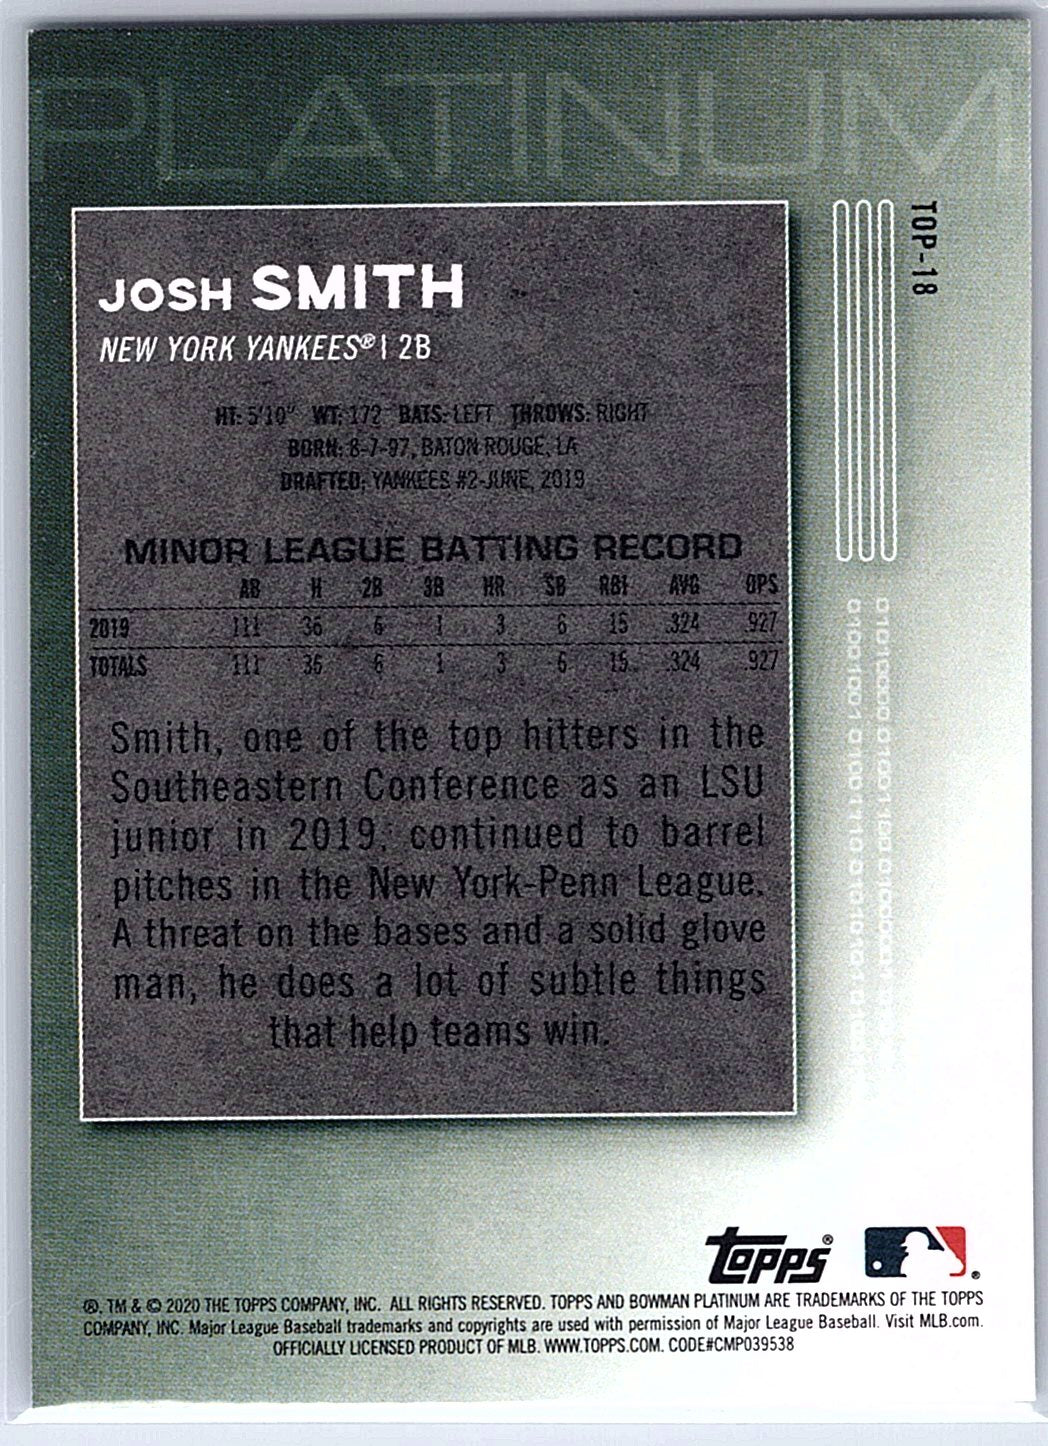 PLATINUM
TOP-18
JOSH SMITH
NEW YORK YANKEES® | 2B
HT: 5'10" WT: 172 BATS: LEFT THROWS: RIGHT
BORN: 8-7-97, BATON ROUGE, LA
DRAFTED: YANKEES #2-JUNE, 2019
MINOR LEAGUE BATTING RECORD
AB H 2B 3B HR SB RBI AVG OPS
2019 111 36 6 1 3 6 15 .324 .927
TOTALS 111 36 6 1 3 6 15 .324 .927
Smith, one of the top hitters in the
Southeastern Conference as an LSU
junior in 2019, continued to barrel
pitches in the New York-Penn League.
A threat on the bases and a solid glove
man, he does a lot of subtle things
that help teams win.
topps®
®, TM & © 2020 THE TOPPS COMPANY, INC. ALL RIGHTS RESERVED. TOPPS AND BOWMAN PLATINUM ARE TRADEMARKS OF THE TOPPS
COMPANY, INC. Major League Baseball trademarks and copyrights are used with permission of Major League Baseball. Visit MLB.com.
OFFICIALLY LICENSED PRODUCT OF MLB. WWW.TOPPS.COM. CODE#CMP039538